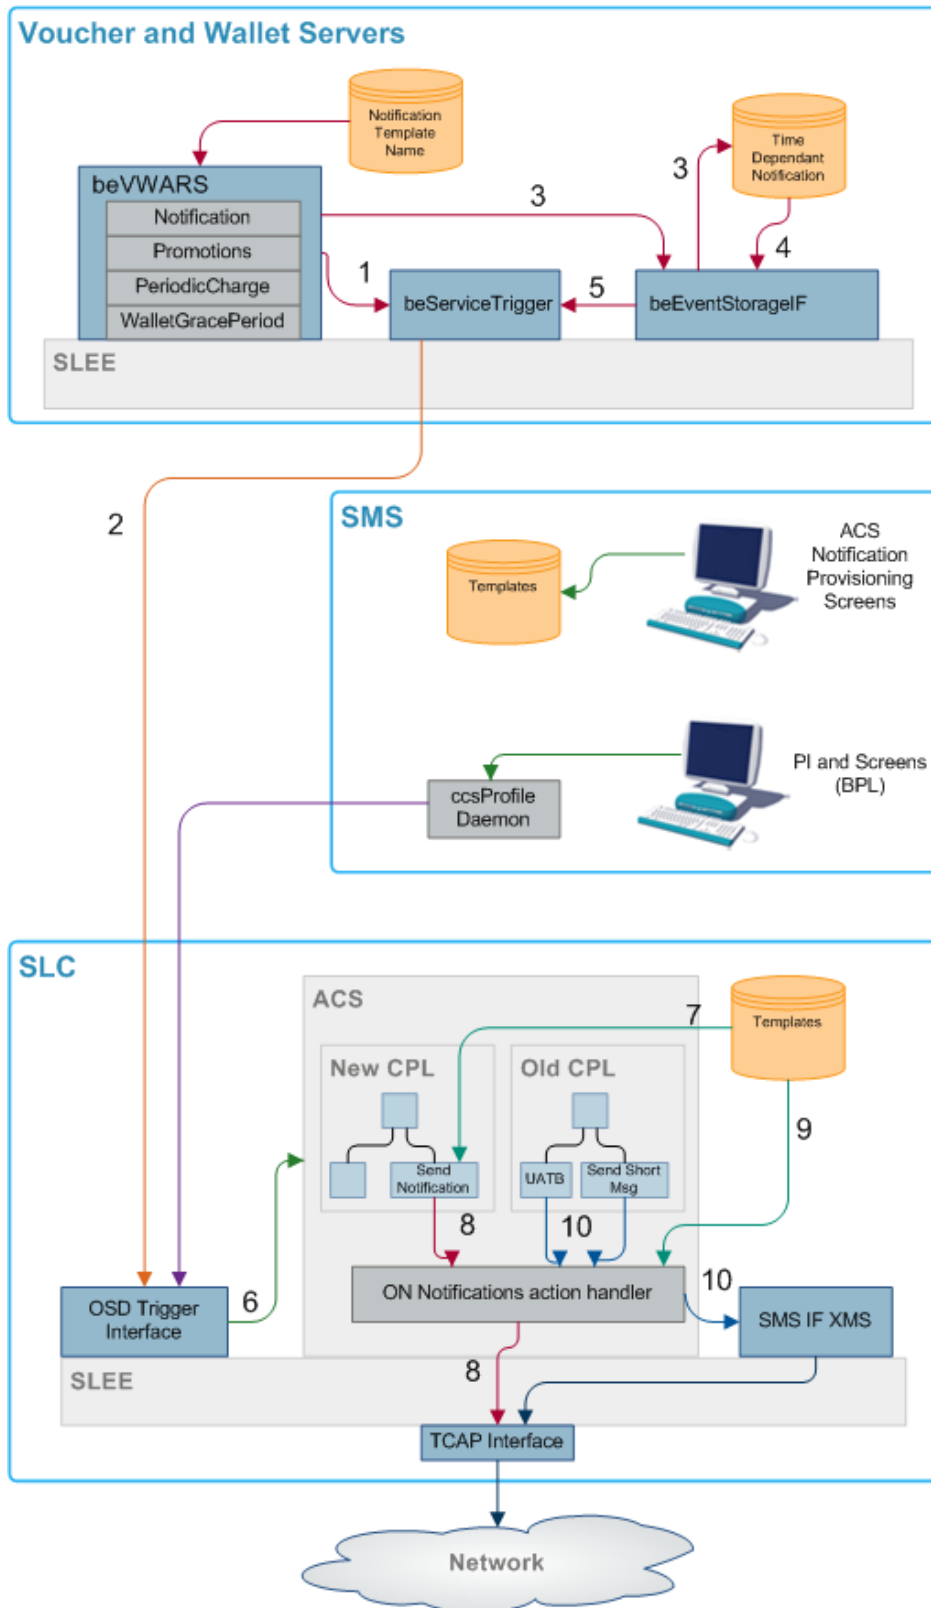 Voucher and Wallet Servers
Notification
Template
Name
Time
Dependant
Notification
beVWARS
Notification
Promotions
PeriodicCharge
WalletGracePeriod
3
3
4
1
beServiceTrigger
5
beEventStorageIF
SLEE
2
SMS
Templates
ACS
Notification
Provisioning
Screens
ccsProfile
Daemon
PI and Screens
(BPL)
SLC
ACS
7
Templates
New CPL
Old CPL
Send
Notification
UATB
Send Short
Msg
9
8
10
6
OSD Trigger
Interface
ON Notifications action handler
10
SMS IF XMS
8
SLEE
TCAP Interface
Network